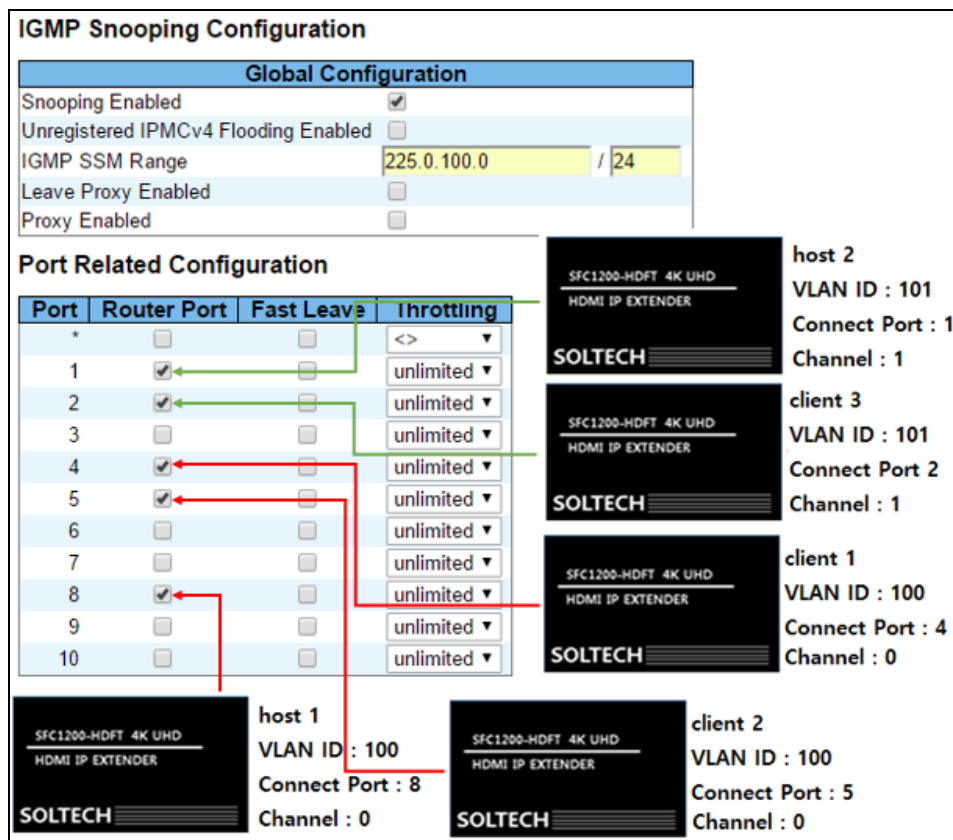 IGMP Snooping Configuration
Global Configuration
Snooping Enabled
Unregistered IPMCv4 Flooding Enabled
IGMP SSM Range 225.0.100.0 / 24
Leave Proxy Enabled
Proxy Enabled
Port Related Configuration
Port Router Port Fast Leave Throttling
* <>
1 unlimited
2 unlimited
3 unlimited
4 unlimited
5 unlimited
6 unlimited
7 unlimited
8 unlimited
9 unlimited
10 unlimited
SFC1200-HDFT 4K UHD
HDMI IP EXTENDER
SOLTECH
host 2
VLAN ID : 101
Connect Port : 1
Channel : 1
SFC1200-HDFT 4K UHD
HDMI IP EXTENDER
SOLTECH
client 3
VLAN ID : 101
Connect Port 2
Channel : 1
SFC1200-HDFT 4K UHD
HDMI IP EXTENDER
SOLTECH
client 1
VLAN ID : 100
Connect Port : 4
Channel : 0
SFC1200-HDFT 4K UHD
HDMI IP EXTENDER
SOLTECH
host 1
VLAN ID : 100
Connect Port : 8
Channel : 0
SFC1200-HDFT 4K UHD
HDMI IP EXTENDER
SOLTECH
client 2
VLAN ID : 100
Connect Port : 5
Channel : 0